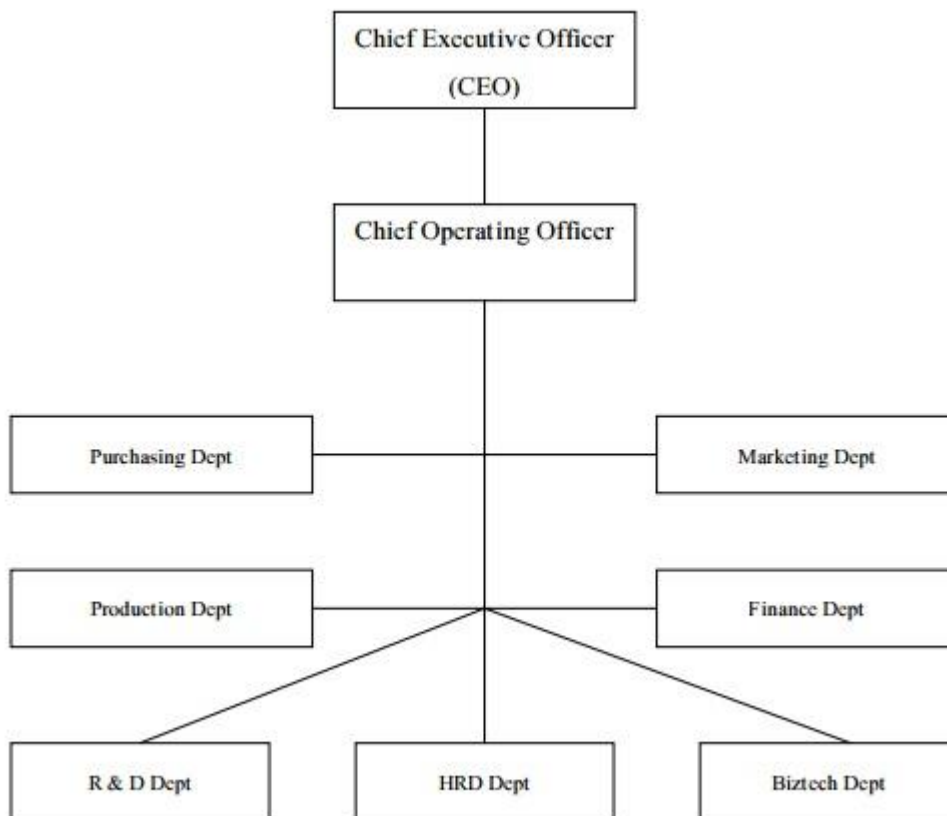 Chief Executive Officer
(CEO)
Chief Operating Officer
Purchasing Dept
Marketing Dept
Production Dept
Finance Dept
R & D Dept
HRD Dept
Biztech Dept